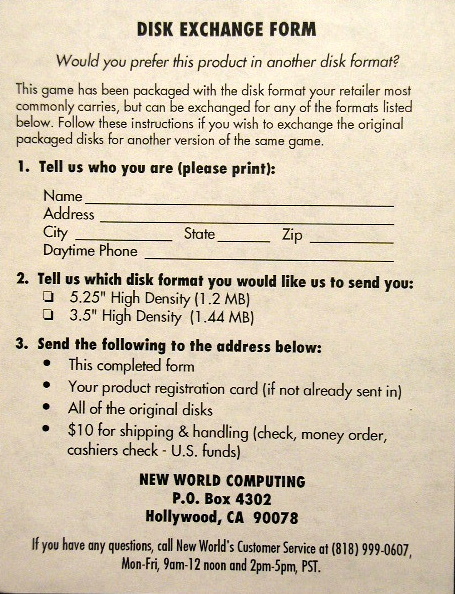 DISK EXCHANGE FORM
Would you prefer this product in another disk format?
This game has been packaged with the disk format your retailer most
commonly carries, but can be exchanged for any of the formats listed
below. Follow these instructions if you wish to exchange the original
packaged disks for another version of the same game.
1. Tell us who you are (please print):
Name
Address
City State Zip
Daytime Phone
2. Tell us which disk format you would like us to send you:
❏ 5.25" High Density (1.2 MB)
❏ 3.5" High Density (1.44 MB)
3. Send the following to the address below:
• This completed form
• Your product registration card (if not already sent in)
• All of the original disks
• $10 for shipping & handling (check, money order,
cashiers check - U.S. funds)
NEW WORLD COMPUTING
P.O. Box 4302
Hollywood, CA 90078
If you have any questions, call New World's Customer Service at (818) 999-0607,
Mon-Fri, 9am-12 noon and 2pm-5pm, PST.